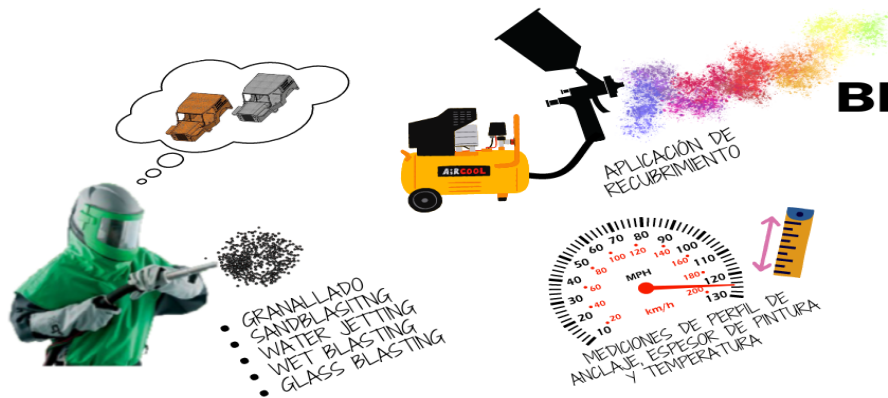 BI
AiRCOOL
APLICACIÓN DE
RECUBRIMIENTO
• GRANALLADO
• SANDBLASITNG
• WATER JETTING
• WET BLASTING
• GLASS BLASTING
10 20 30 40 50 60 70 80 90 100 110 120 130
20 40 60 80 100 120 140 160 180 200
MPH
km/h
MEDICIONES DE PERFIL DE
ANCLAJE, ESPESOR DE PINTURA
Y TEMPERATURA